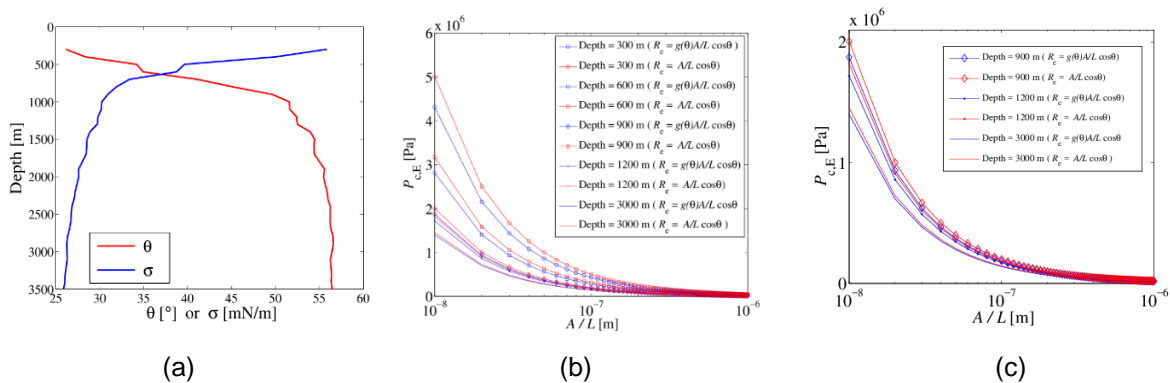 0
500
1000
1500
2000
2500
3000
3500
Depth [m]
25 30 35 40 45 50 55 60
θ [°] or σ [mN/m]
θ
σ
(a)
x 10⁶
6
5
4
3
2
1
0
P_c,E [Pa]
10⁻⁸ 10⁻⁷ 10⁻⁶
A / L [m]
Depth = 300 m ( R_e = g(θ)A/L cosθ )
Depth = 300 m ( R_e = A/L cosθ)
Depth = 600 m ( R_e = g(θ)A/L cosθ)
Depth = 600 m ( R_e = A/L cosθ)
Depth = 900 m ( R_e = g(θ)A/L cosθ)
Depth = 900 m ( R_e = A/L cosθ)
Depth = 1200 m ( R_e = g(θ)A/L cosθ)
Depth = 1200 m ( R_e = A/L cosθ)
Depth = 3000 m ( R_e = g(θ)A/L cosθ
Depth = 3000 m ( R_e = A/L cosθ )
(b)
x 10⁶
2
1
0
P_c,E [Pa]
10⁻⁸ 10⁻⁷ 10⁻⁶
A / L [m]
Depth = 900 m ( R_e = g(θ)A/L cosθ)
Depth = 900 m ( R_e = A/L cosθ)
Depth = 1200 m ( R_e = g(θ)A/L cosθ)
Depth = 1200 m ( R_e = A/L cosθ)
Depth = 3000 m ( R_e = g(θ)A/L cosθ)
Depth = 3000 m ( R_e = A/L cosθ)
(c)